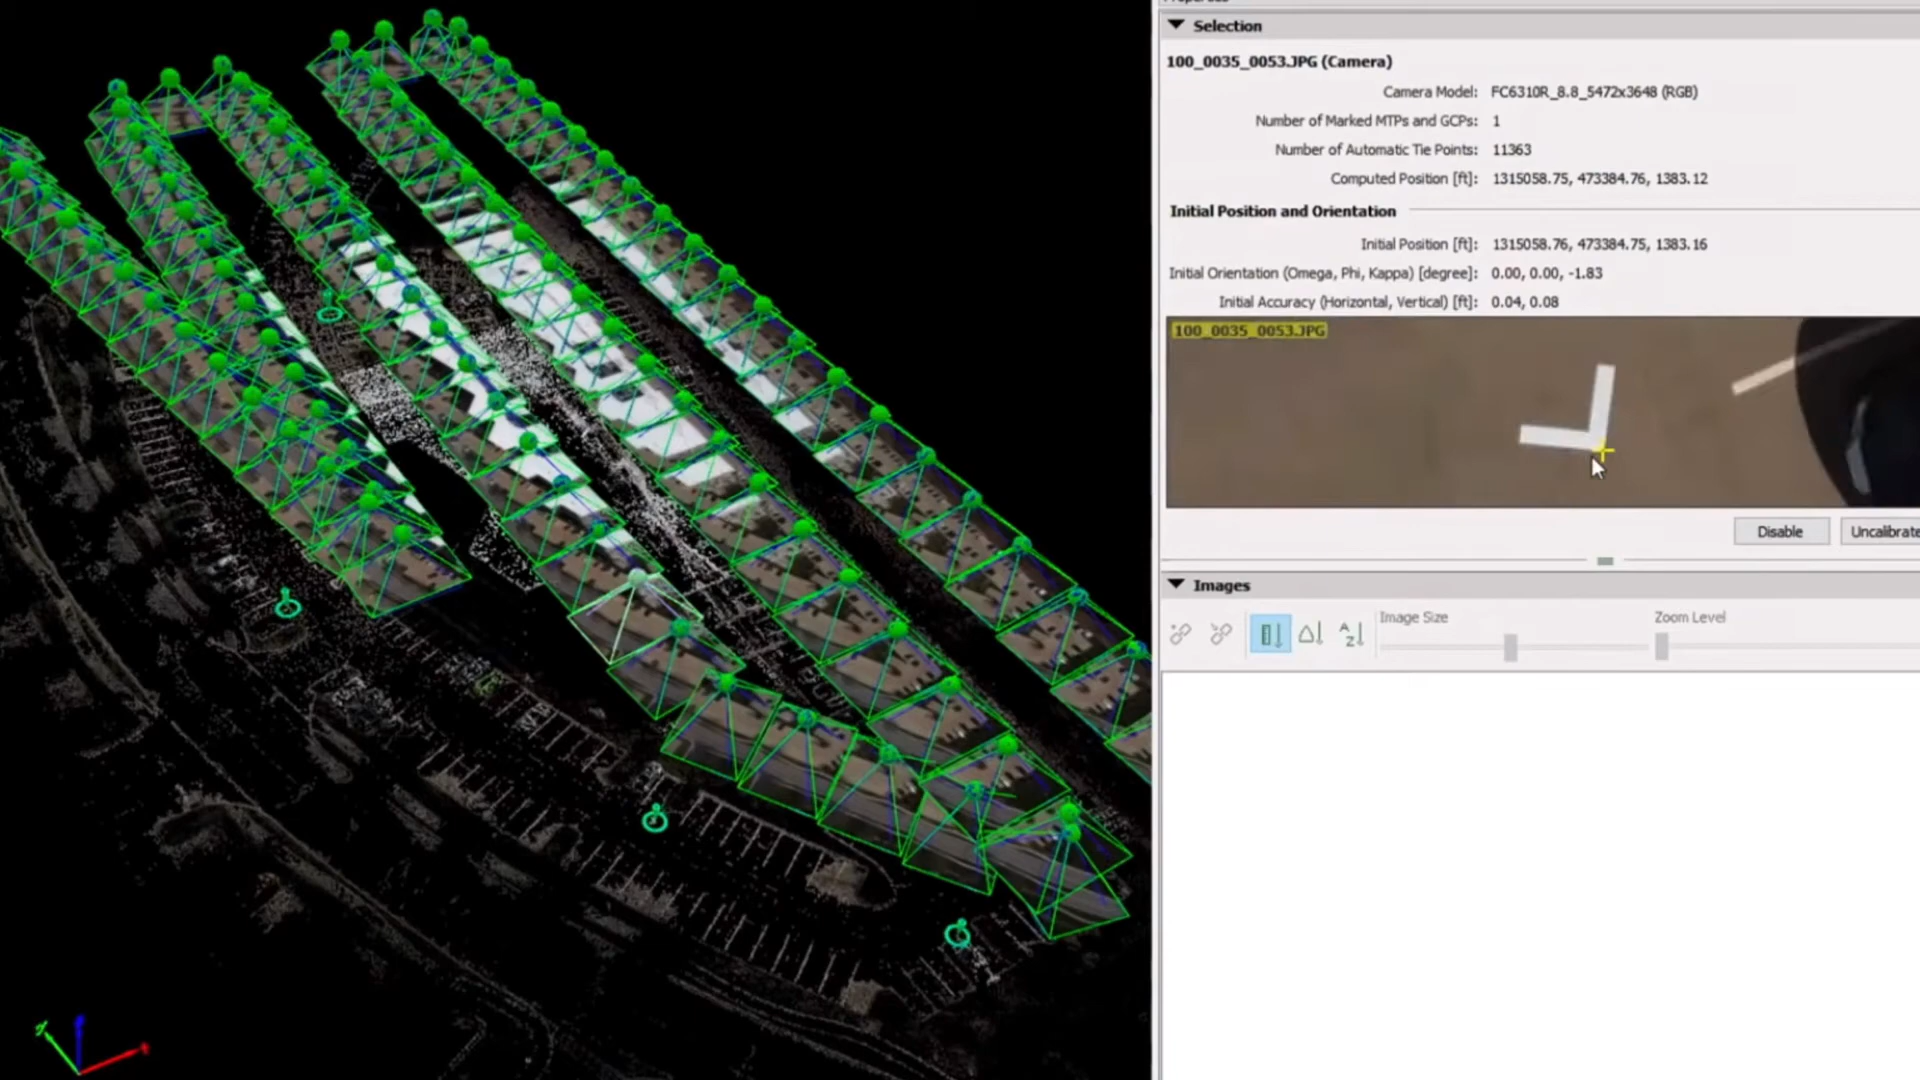 Selection
100_0035_0053.JPG (Camera)
Camera Model: FC6310R_8.8_5472x3648 (RGB)
Number of Marked MTPs and GCPs: 1
Number of Automatic Tie Points: 11363
Computed Position [ft]: 1315058.75, 473384.76, 1383.12
Initial Position and Orientation
Initial Position [ft]: 1315058.76, 473384.75, 1383.16
Initial Orientation (Omega, Phi, Kappa) [degree]: 0.00, 0.00, -1.83
Initial Accuracy (Horizontal, Vertical) [ft]: 0.04, 0.08
100_0035_0053.JPG
Disable Uncalibrate
Images
Image Size Zoom Level